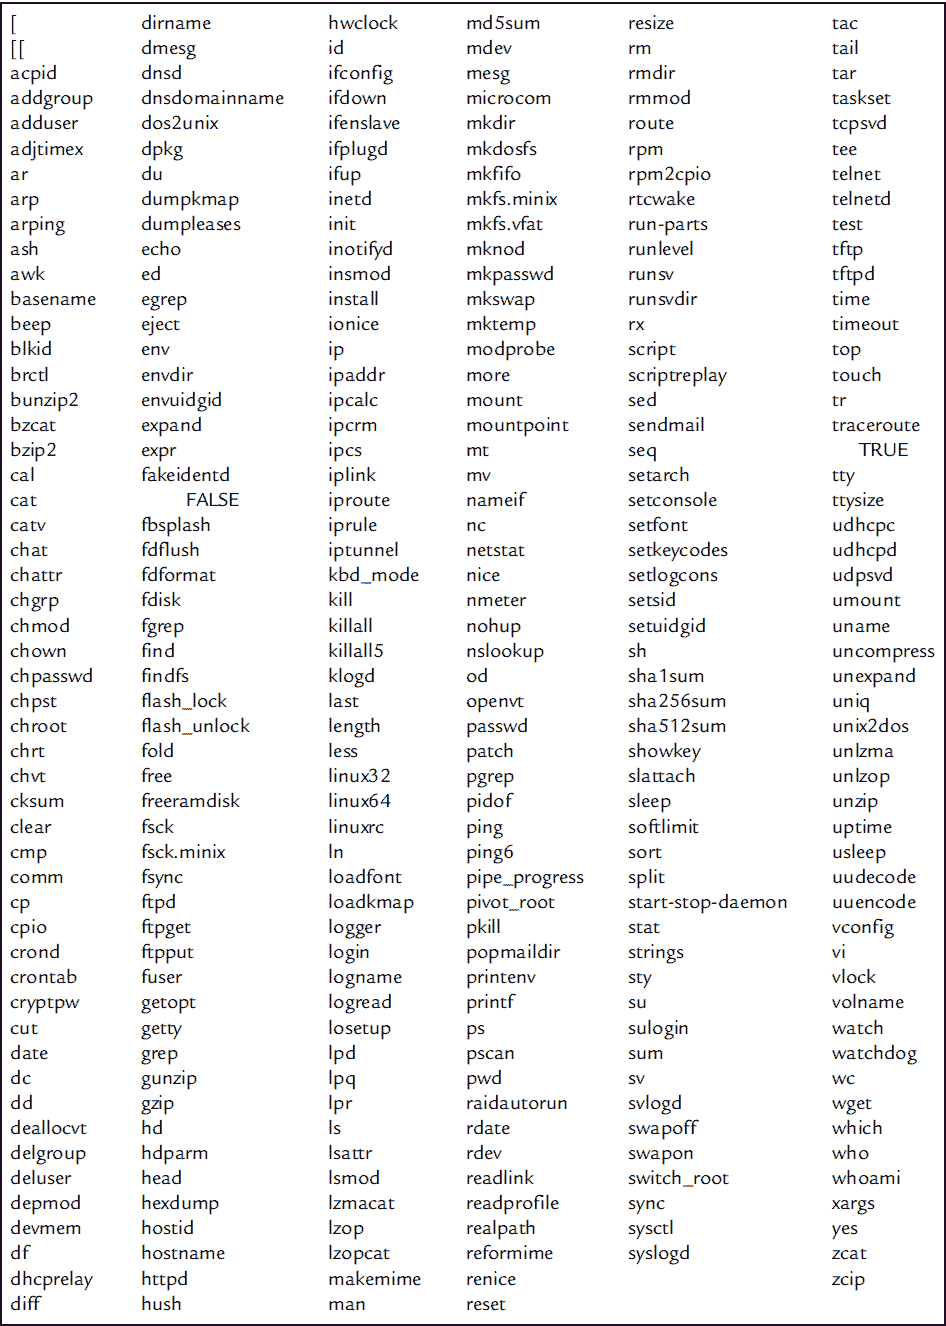 [ dirname hwclock md5sum resize tac
[[ dmesg id mdev rm tail
acpid dnsd ifconfig mesg rmdir tar
addgroup dnsdomainname ifdown microcom rmmod taskset
adduser dos2unix ifenslave mkdir route tcpsvd
adjtimex dpkg ifplugd mkdosfs rpm tee
ar du ifup mkfifo rpm2cpio telnet
arp dumpkmap inetd mkfs.minix rtcwake telnetd
arping dumpleases init mkfs.vfat run-parts test
ash echo inotifyd mknod runlevel tftp
awk ed insmod mkpasswd runsv tftpd
basename egrep install mkswap runsvdir time
beep eject ionice mktemp rx timeout
blkid env ip modprobe script top
brctl envdir ipaddr more scriptreplay touch
bunzip2 envuidgid ipcalc mount sed tr
bzcat expand ipcrm mountpoint sendmail traceroute
bzip2 expr ipcs mt seq TRUE
cal fakeidentd iplink mv setarch tty
cat FALSE iproute nameif setconsole ttysize
catv fbsplash iprule nc setfont udhcpc
chat fdflush iptunnel netstat setkeycodes udhcpd
chattr fdformat kbd_mode nice setlogcons udpsvd
chgrp fdisk kill nmeter setsid umount
chmod fgrep killall nohup setuidgid uname
chown find killall5 nslookup sh uncompress
chpasswd findfs klogd od sha1sum unexpand
chpst flash_lock last openvt sha256sum uniq
chroot flash_unlock length passwd sha512sum unix2dos
chrt fold less patch showkey unlzma
chvt free linux32 pgrep slattach unlzop
cksum freeramdisk linux64 pidof sleep unzip
clear fsck linuxrc ping softlimit uptime
cmp fsck.minix ln ping6 sort usleep
comm fsync loadfont pipe_progress split uudecode
cp ftpd loadkmap pivot_root start-stop-daemon uuencode
cpio ftpget logger pkill stat vconfig
crond ftpput login popmaildir strings vi
crontab fuser logname printenv sty vlock
cryptpw getopt logread printf su volname
cut getty losetup ps sulogin watch
date grep lpd pscan sum watchdog
dc gunzip lpq pwd sv wc
dd gzip lpr raidautorun svlogd wget
deallocvt hd ls rdate swapoff which
delgroup hdparm lsattr rdev swapon who
deluser head lsmod readlink switch_root whoami
depmod hexdump lzmacat readprofile sync xargs
devmem hostid lzop realpath sysctl yes
df hostname lzopcat reformime syslogd zcat
dhcprelay httpd makemime renice zcip
diff hush man reset